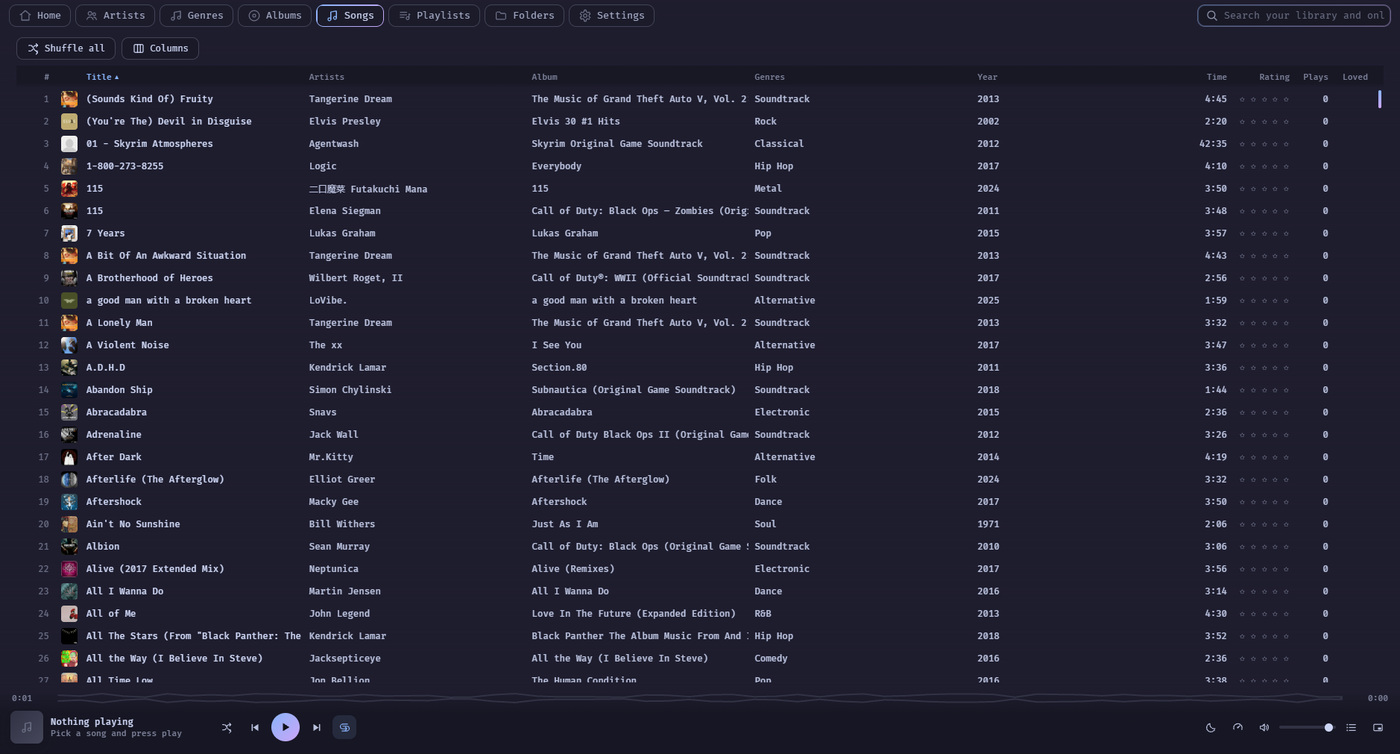 Home Artists Genres Albums Songs Playlists Folders Settings Search your library and onl
Shuffle all Columns
# Title ▲ Artists Album Genres Year Time Rating Plays Loved
1 (Sounds Kind Of) Fruity Tangerine Dream The Music of Grand Theft Auto V, Vol. 2 Soundtrack 2013 4:45 0
2 (You're The) Devil in Disguise Elvis Presley Elvis 30 #1 Hits Rock 2002 2:20 0
3 01 - Skyrim Atmospheres Agentwash Skyrim Original Game Soundtrack Classical 2012 42:35 0
4 1-800-273-8255 Logic Everybody Hip Hop 2017 4:10 0
5 115 二口魔菜 Futakuchi Mana 115 Metal 2024 3:50 0
6 115 Elena Siegman Call of Duty: Black Ops – Zombies (Orig Soundtrack 2011 3:48 0
7 7 Years Lukas Graham Lukas Graham Pop 2015 3:57 0
8 A Bit Of An Awkward Situation Tangerine Dream The Music of Grand Theft Auto V, Vol. 2 Soundtrack 2013 4:43 0
9 A Brotherhood of Heroes Wilbert Roget, II Call of Duty®: WWII (Official Soundtrac Soundtrack 2017 2:56 0
10 a good man with a broken heart LoVibe. a good man with a broken heart Alternative 2025 1:59 0
11 A Lonely Man Tangerine Dream The Music of Grand Theft Auto V, Vol. 2 Soundtrack 2013 3:32 0
12 A Violent Noise The xx I See You Alternative 2017 3:47 0
13 A.D.H.D Kendrick Lamar Section.80 Hip Hop 2011 3:36 0
14 Abandon Ship Simon Chylinski Subnautica (Original Game Soundtrack) Soundtrack 2018 1:44 0
15 Abracadabra Snavs Abracadabra Electronic 2015 2:36 0
16 Adrenaline Jack Wall Call of Duty Black Ops II (Original Gam Soundtrack 2012 3:26 0
17 After Dark Mr.Kitty Time Alternative 2014 4:19 0
18 Afterlife (The Afterglow) Elliot Greer Afterlife (The Afterglow) Folk 2024 3:32 0
19 Aftershock Macky Gee Aftershock Dance 2017 3:50 0
20 Ain't No Sunshine Bill Withers Just As I Am Soul 1971 2:06 0
21 Albion Sean Murray Call of Duty: Black Ops (Original Game Soundtrack 2010 3:06 0
22 Alive (2017 Extended Mix) Neptunica Alive (Remixes) Electronic 2017 3:56 0
23 All I Wanna Do Martin Jensen All I Wanna Do Dance 2016 3:14 0
24 All of Me John Legend Love In The Future (Expanded Edition) R&B 2013 4:30 0
25 All The Stars (From "Black Panther: The Kendrick Lamar Black Panther The Album Music From And Hip Hop 2018 3:52 0
26 All the Way (I Believe In Steve) Jacksepticeye All the Way (I Believe In Steve) Comedy 2016 2:36 0
27 All Time Low Jon Bellion The Human Condition Pop 2016 3:38 0
0:01 0:00
Nothing playing
Pick a song and press play